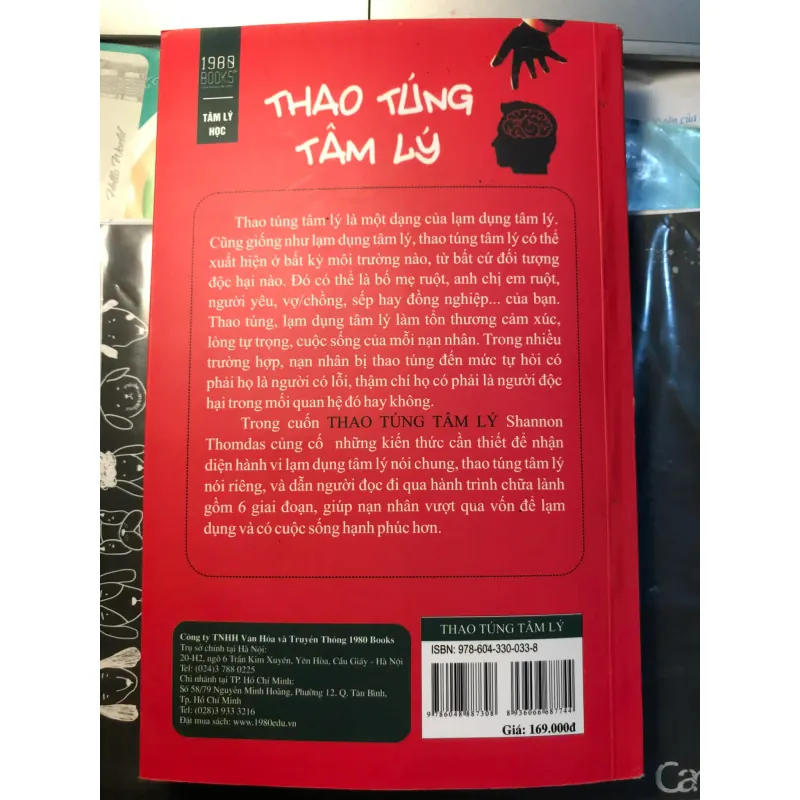 1980
BOOKS
TÂM LÝ
HỌC
THAO TÚNG
TÂM LÝ
Thao túng tâm lý là một dạng của lạm dụng tâm lý.
Cũng giống như lạm dụng tâm lý, thao túng tâm lý có thể
xuất hiện ở bất kỳ môi trường nào, từ bất cứ đối tượng
độc hại nào. Đó có thể là bố mẹ ruột, anh chị em ruột,
người yêu, vợ/chồng, sếp hay đồng nghiệp... của bạn.
Thao túng, lạm dụng tâm lý làm tổn thương cảm xúc,
lòng tự trọng, cuộc sống của mỗi nạn nhân. Trong nhiều
trường hợp, nạn nhân bị thao túng đến mức tự hỏi có
phải họ là người có lỗi, thậm chí họ có phải là người độc
hại trong mối quan hệ đó hay không.
Trong cuốn THAO TÚNG TÂM LÝ Shannon
Thomdas củng cố những kiến thức cần thiết để nhận
diện hành vi lạm dụng tâm lý nói chung, thao túng tâm lý
nói riêng, và dẫn người đọc đi qua hành trình chữa lành
gồm 6 giai đoạn, giúp nạn nhân vượt qua vốn đề lạm
dụng và có cuộc sống hạnh phúc hơn.
Công ty TNHH Văn Hóa và Truyền Thông 1980 Books
Trụ sở chính tại Hà Nội:
20-H2, ngõ 6 Trần Kim Xuyến, Yên Hòa, Cầu Giấy - Hà Nội
Tel: (024)3 788 0225
Chi nhánh tại TP. Hồ Chí Minh:
Số 58/79 Nguyễn Minh Hoàng, Phường 12. Q. Tân Bình,
Tp. Hồ Chí Minh
Tel: (028)3 933 3216
Đặt mua sách: www.1980edu.vn
THAO TÚNG TÂM LÝ
ISBN: 978-604-330-033-8
9 786048 887308
8 936066 687744
Giá: 169.000đ
Hello World